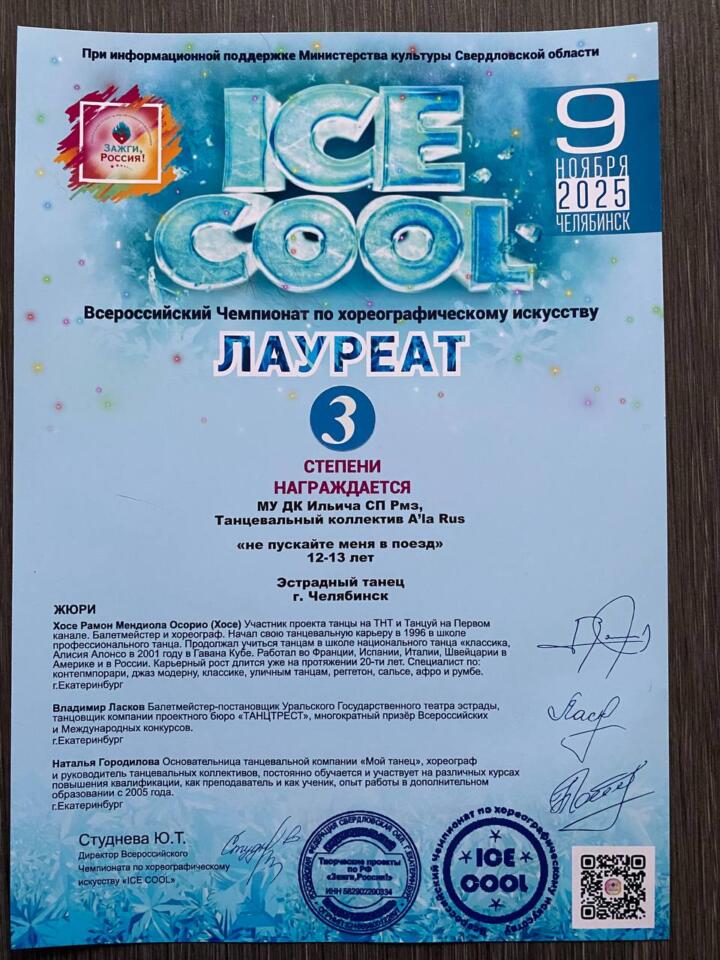 При информационной поддержке Министерства культуры Свердловской области
ЗАЖГИ,
РОССИЯ!
ICE
COOL
9
НОЯБРЯ
2025
ЧЕЛЯБИНСК
Всероссийский Чемпионат по хореографическому искусству
ЛАУРЕАТ
3
СТЕПЕНИ
НАГРАЖДАЕТСЯ
МУ ДК Ильича СП Рмз,
Танцевальный коллектив A'la Rus
«не пускайте меня в поезд»
12-13 лет
Эстрадный танец
г. Челябинск
ЖЮРИ
Хосе Рамон Мендиола Осорио (Хосе) Участник проекта танцы на ТНТ и Танцуй на Первом
канале. Балетмейстер и хореограф. Начал свою танцевальную карьеру в 1996 в школе
профессионального танца. Продолжал учиться танцам в школе национального танца «классика,
Алисия Алонсо в 2001 году в Гавана Кубе. Работал во Франции, Испании, Италии, Швейцарии в
Америке и в России. Карьерный рост длится уже на протяжении 20-ти лет. Специалист по:
контепмпорари, джаз модерну, классике, уличным танцам, реггетон, сальсе, афро и румбе.
г.Екатеринбург
Владимир Ласков Балетмейстер-постановщик Уральского Государственного театра эстрады,
танцовщик компании проектного бюро «ТАНЦТРЕСТ», многократный призёр Всероссийских
и Международных конкурсов.
г.Екатеринбург
Наталья Городилова Основательница танцевальной компании «Мой танец», хореограф
и руководитель танцевальных коллективов, постоянно обучается и участвует на различных курсах
повышения квалификации, как преподаватель и как ученик, опыт работы в дополнительном
образовании с 2005 года.
г.Екатеринбург
Студнева Ю.Т.
Директор Всероссийского
Чемпионата по хореографическому
искусству «ICE COOL»
Творческие проекты
по РФ
«Зажги,Россия!»
ИНН 662902200334
Всероссийский Чемпионат по хореографическому искусству
ICE
COOL